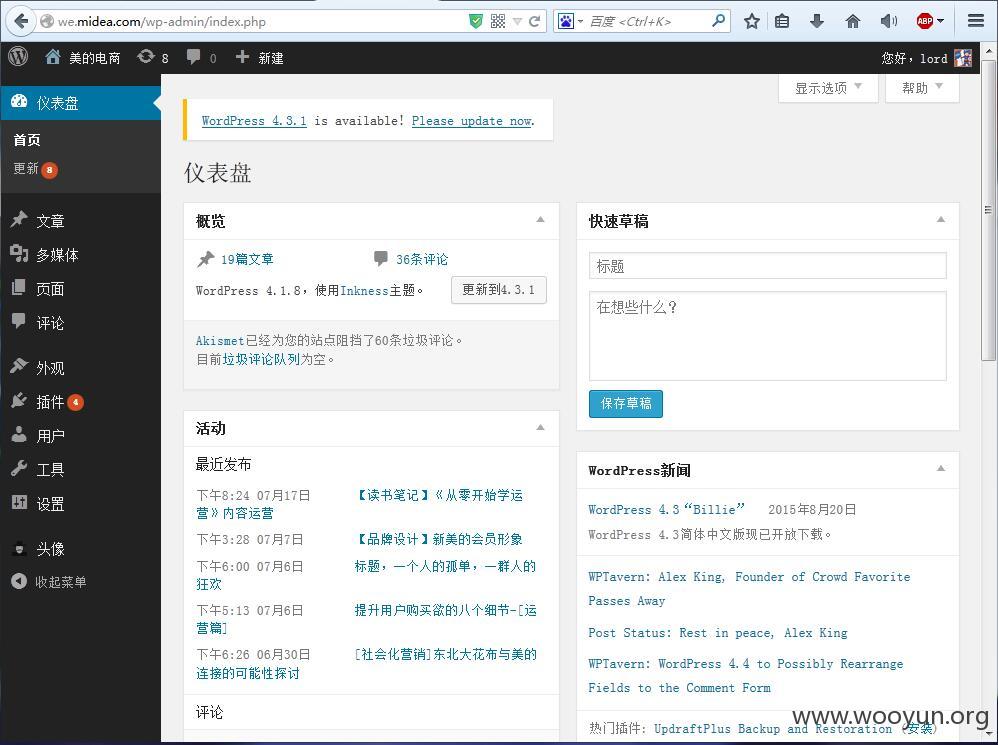 we.midea.com/wp-admin/index.php
百度 <Ctrl+K>
ABP
美的电商 8 0 新建
您好，lord
仪表盘
首页
更新 8
文章
多媒体
页面
评论
外观
插件 4
用户
工具
设置
头像
收起菜单
显示选项 帮助
WordPress 4.3.1 is available! Please update now.
仪表盘
概览
19篇文章 36条评论
WordPress 4.1.8，使用Inkness主题。 更新到4.3.1
Akismet已经为您的站点阻挡了60条垃圾评论。
目前垃圾评论队列为空。
活动
最近发布
下午8:24 07月17日 【读书笔记】《从零开始学运
营》内容运营
下午3:28 07月7日 【品牌设计】新美的会员形象
下午6:00 07月6日 标题，一个人的孤单，一群人的
狂欢
下午5:13 07月6日 提升用户购买欲的八个细节-[运
营篇]
下午6:26 06月30日 [社会化营销]东北大花布与美的
连接的可能性探讨
评论
快速草稿
标题
在想些什么？
保存草稿
WordPress新闻
WordPress 4.3“Billie” 2015年8月20日
WordPress 4.3简体中文版现已开放下载。
WPTavern: Alex King, Founder of Crowd Favorite
Passes Away
Post Status: Rest in peace, Alex King
WPTavern: WordPress 4.4 to Possibly Rearrange
Fields to the Comment Form
热门插件: UpdraftPlus Backup and Restoration (安装)
www.wooyun.org